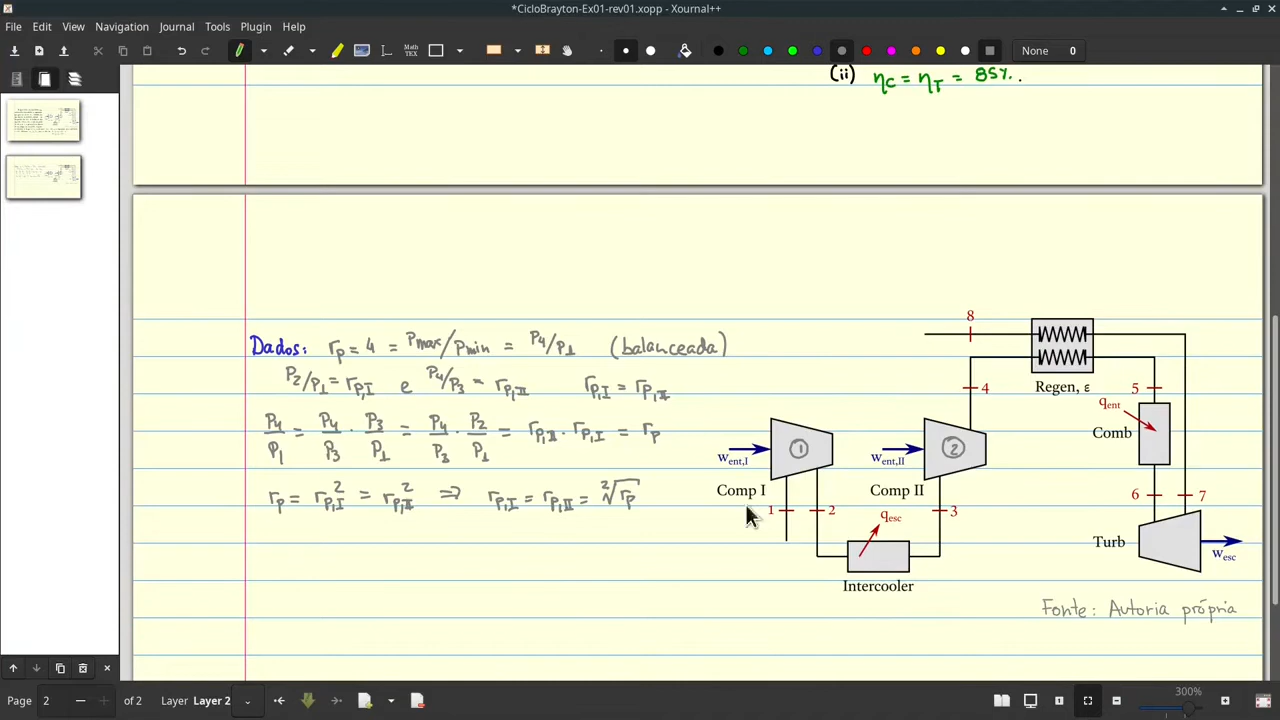 *CicloBrayton-Ex01-rev01.xopp - Xournal++
File Edit View Navigation Journal Tools Plugin Help
MATH TEX
None 0
(ii) ηC = ηT = 85%.
Dados: rp = 4 = Pmax/Pmin = P4/P1 (balanceada)
P2/P1 = rp,I e P4/P3 = rp,II rp,I = rp,II
P4/P1 = P4/P3 · P3/P1 = P4/P3 · P2/P1 = rp,II · rp,I = rp
rp = rp,I² = rp,II² ⇒ rp,I = rp,II = ²√rp
8
4
Regen, ε
5
qent
Comb
1
2
went,I
went,II
Comp I
Comp II
6
7
1
2
qesc
3
Turb
wesc
Intercooler
Fonte: Autoria própria
Page 2 of 2 Layer Layer 2
300%